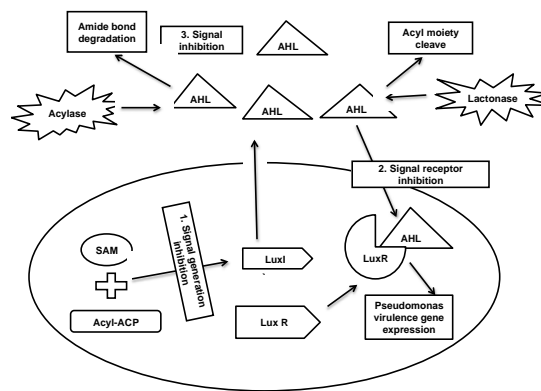 Amide bond
degradation
3. Signal
inhibition
AHL
Acyl moiety
cleave
Acylase
AHL
AHL
AHL
Lactonase
2. Signal receptor
inhibition
1. Signal generation
inhibition
SAM
Acyl-ACP
LuxI
Lux R
LuxR
AHL
Pseudomonas
virulence gene
expression